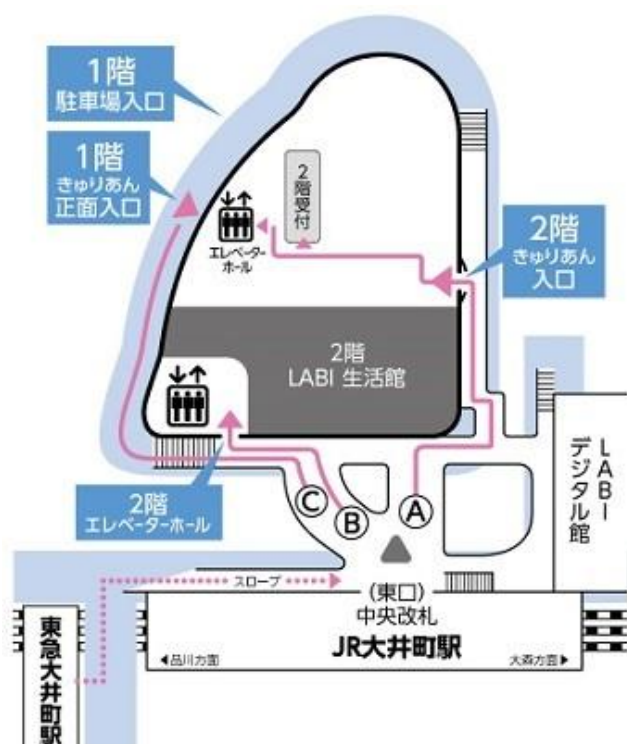 1階
駐車場入口
1階
きゅりあん
正面入口
2階受付
エレベーター
ホール
2階
きゅりあん
入口
2階
LABI 生活館
2階
エレベーターホール
C
B
A
LABI
デジタル館
スロープ
(東口)
中央改札
JR大井町駅
◀品川方面
大森方面▶
東急大井町駅